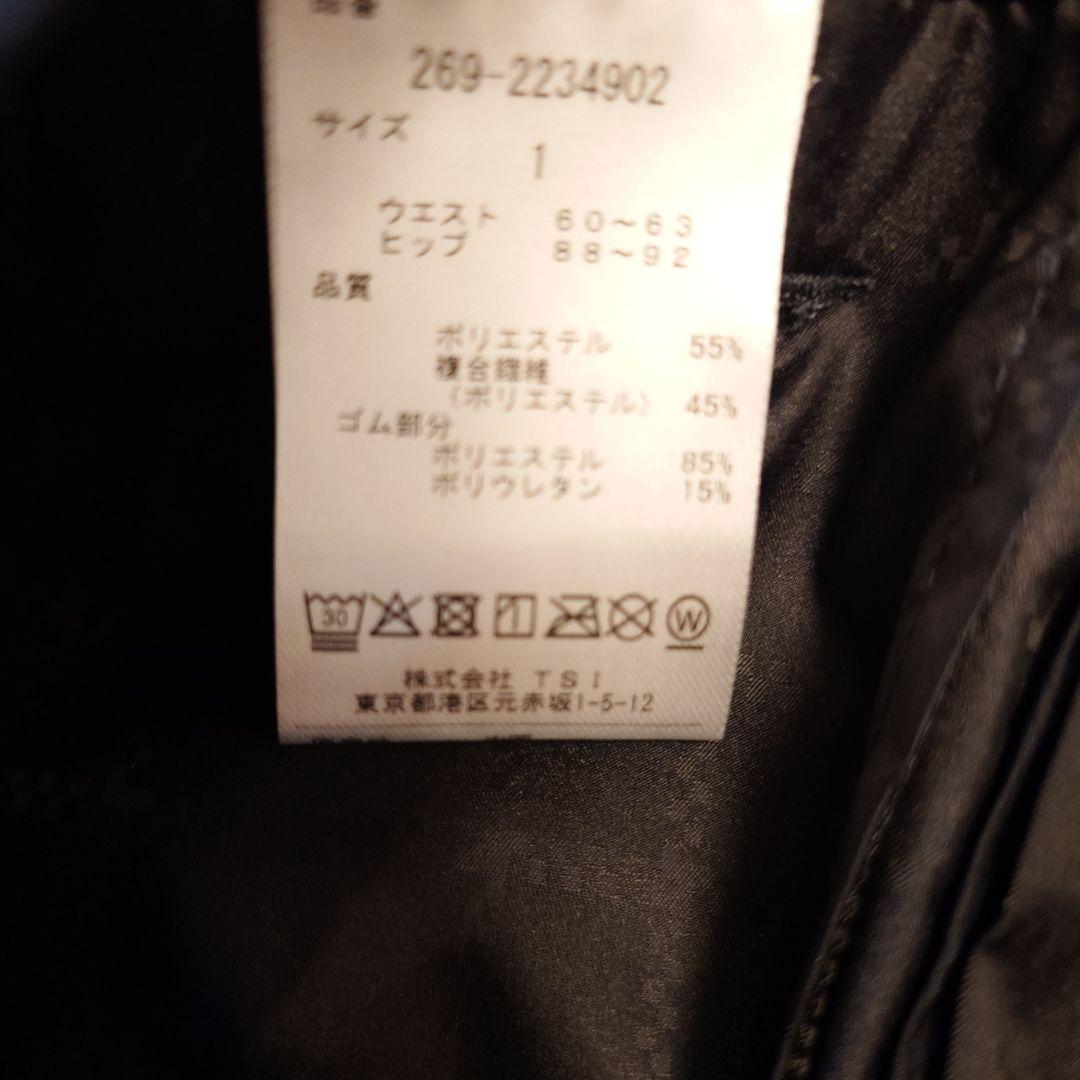 269-2234902
サイズ
1
ウエスト 60～63
ヒップ 88～92
品質
ポリエステル 55%
複合繊維
(ポリエステル) 45%
ゴム部分
ポリエステル 85%
ポリウレタン 15%
30
W
株式会社 TSI
東京都港区元赤坂1-5-12